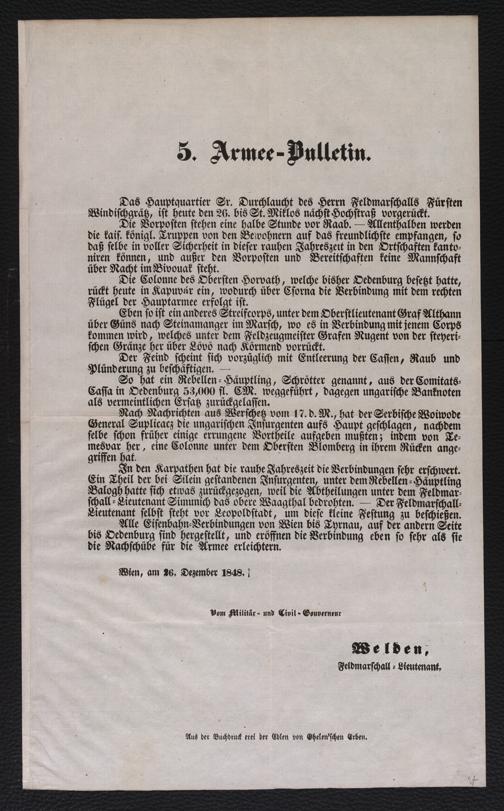 5. Armee-Bulletin.
Das Hauptquartier Sr. Durchlaucht des Herrn Feldmarschalls Fürsten
Windischgrätz, ist heute den 26. bis St. Miklos nächst Hochstraß vorgerückt.
Die Vorposten stehen eine halbe Stunde vor Raab. — Allenthalben werden
die kais. königl. Truppen von den Bewohnern auf das freundlichste empfangen, so
daß selbe in voller Sicherheit in dieser rauhen Jahreszeit in den Ortschaften kanto-
niren können, und außer den Vorposten und Bereitschaften keine Mannschaft
über Nacht im Bivouak steht.
Die Colonne des Obersten Horvath, welche bisher Oedenburg besetzt hatte,
rückt heute in Kapuvár ein, wodurch über Csorna die Verbindung mit dem rechten
Flügel der Hauptarmee erfolgt ist.
Eben so ist ein anderes Streifcorps, unter dem Oberstlieutenant Graf Althann
über Güns nach Steinamanger im Marsch, wo es in Verbindung mit jenem Corps
kommen wird, welches unter dem Feldzeugmeister Grafen Nugent von der steyeri-
schen Gränze her über Lövö nach Körmend vorrückt.
Der Feind scheint sich vorzüglich mit Entleerung der Cassen, Raub und
Plünderung zu beschäftigen. —
So hat ein Rebellen-Häuptling, Schrötter genannt, aus der Comitats-
Cassa in Oedenburg 53,000 fl. CM. weggeführt, dagegen ungarische Banknoten
als vermeintlichen Ersatz zurückgelassen.
Nach Nachrichten aus Werschetz vom 17. d. M., hat der Serbische Woiwode
General Suplicacz die ungarischen Insurgenten aufs Haupt geschlagen, nachdem
selbe schon früher einige errungene Vortheile aufgeben mußten; indem von Te-
mesvar her, eine Colonne unter dem Obersten Blomberg in ihrem Rücken ange-
griffen hat.
In den Karpathen hat die rauhe Jahreszeit die Verbindungen sehr erschwert.
Ein Theil der bei Silein gestandenen Insurgenten, unter dem Rebellen-Häuptling
Balogh hatte sich etwas zurückgezogen, weil die Abtheilungen unter dem Feldmar-
schall-Lieutenant Simunich das obere Waagthal bedrohten. — Der Feldmarschall-
Lieutenant selbst steht vor Leopoldstadt, um diese kleine Festung zu beschießen.
Alle Eisenbahn-Verbindungen von Wien bis Tyrnau, auf der andern Seite
bis Oedenburg sind hergestellt, und eröffnen die Verbindung eben so sehr als sie
die Nachschübe für die Armee erleichtern.
Wien, am 26. Dezember 1848.
Vom Militär- und Civil-Gouverneur
Welden,
Feldmarschall-Lieutenant.
Aus der Buchdruckerei der Edlen von Ghelen'schen Erben.